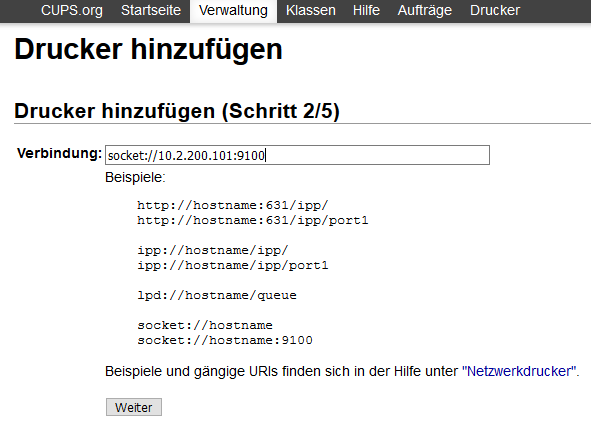 CUPS.org Startseite Verwaltung Klassen Hilfe Aufträge Drucker
Drucker hinzufügen
Drucker hinzufügen (Schritt 2/5)
Verbindung: socket://10.2.200.101:9100
Beispiele:
http://hostname:631/ipp/
http://hostname:631/ipp/port1
ipp://hostname/ipp/
ipp://hostname/ipp/port1
lpd://hostname/queue
socket://hostname
socket://hostname:9100
Beispiele und gängige URIs finden sich in der Hilfe unter "Netzwerkdrucker".
Weiter